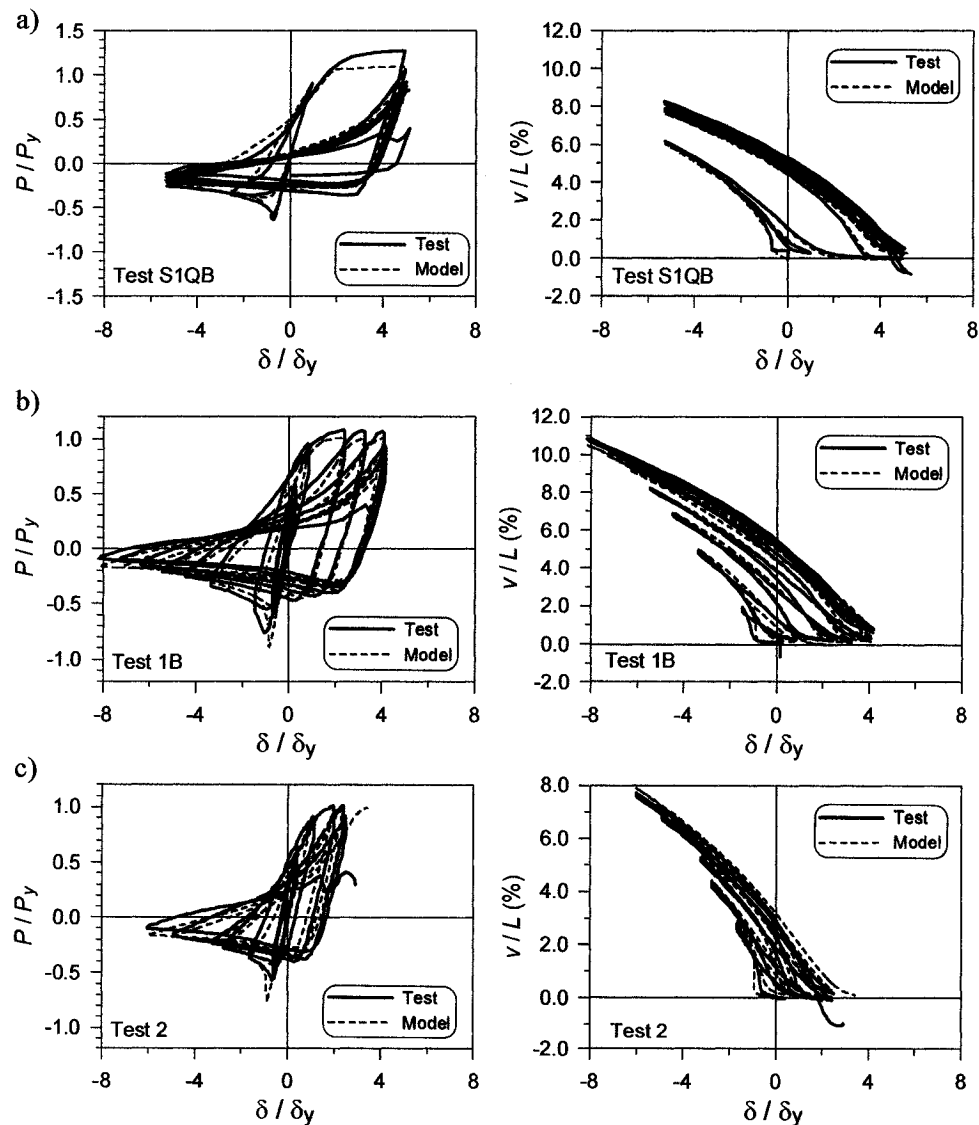 a)
1.5
1.0
0.5
0.0
-0.5
-1.0
1.5
P / Py
Test
Model
Test S1QB
-8 -4 0 4 8
δ / δy
12.0
10.0
8.0
6.0
4.0
2.0
0.0
-2.0
v / L (%)
Test
Model
Test S1QB
-8 -4 0 4 8
δ / δy
b)
1.0
0.5
0.0
-0.5
-1.0
P / Py
Test
Model
Test 1B
-8 -4 0 4 8
δ / δy
12.0
10.0
8.0
6.0
4.0
2.0
0.0
-2.0
v / L (%)
Test
Model
Test 1B
-8 -4 0 4 8
δ / δy
c)
1.0
0.5
0.0
-0.5
-1.0
P / Py
Test
Model
Test 2
-8 -4 0 4 8
δ / δy
8.0
6.0
4.0
2.0
0.0
-2.0
v / L (%)
Test
Model
Test 2
-8 -4 0 4 8
δ / δy